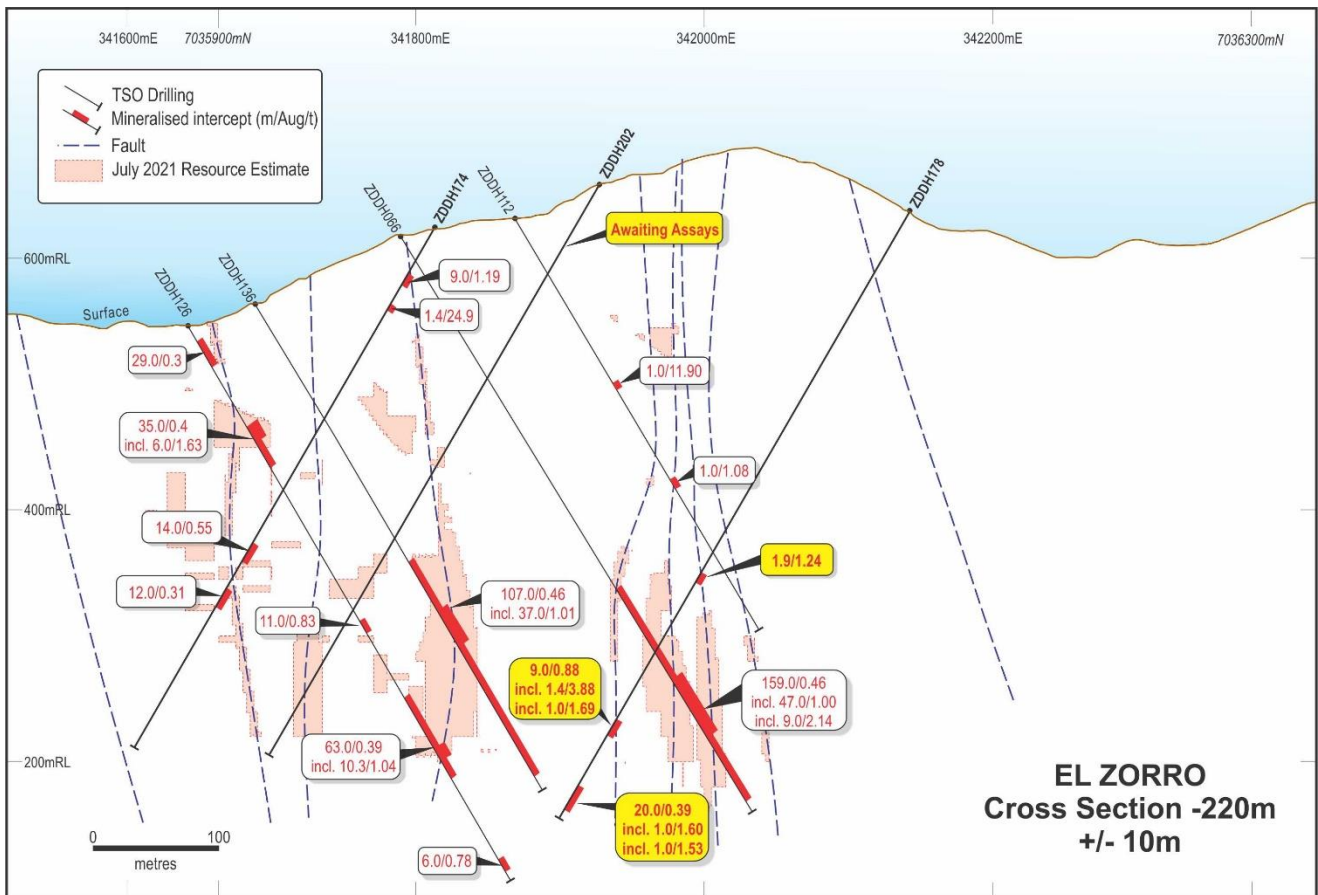 341600mE
7035900mN
341800mE
342000mE
342200mE
7036300mN
TSO Drilling
Mineralised intercept (m/Aug/t)
Fault
July 2021 Resource Estimate
ZDDH126
ZDDH136
ZDDH066
ZDDH174
ZDDH112
ZDDH202
ZDDH178
Awaiting Assays
600mRL
Surface
9.0/1.19
1.4/24.9
29.0/0.3
1.0/11.90
35.0/0.4
incl. 6.0/1.63
1.0/1.08
400mRL
14.0/0.55
1.9/1.24
12.0/0.31
11.0/0.83
107.0/0.46
incl. 37.0/1.01
9.0/0.88
incl. 1.4/3.88
incl. 1.0/1.69
159.0/0.46
incl. 47.0/1.00
incl. 9.0/2.14
63.0/0.39
incl. 10.3/1.04
200mRL
20.0/0.39
incl. 1.0/1.60
incl. 1.0/1.53
6.0/0.78
0
100
metres
EL ZORRO
Cross Section -220m
+/- 10m